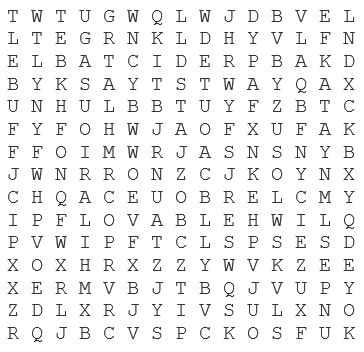 T W T U G W Q L W J D B V E L
L T E G R N K L D H Y V L F N
E L B A T C I D E R P B A K D
B Y K S A Y T S T W A Y Q A X
U N H U L B B T U Y F Z B T C
F Y F O H W J A O F X U F A K
F F O I M W R J A S N S N Y B
J W N R R O N Z C J K O Y N X
C H Q A C E U O B R E L C M Y
I P F L O V A B L E H W I L Q
P V W I P F T C L S P S E S D
X O X H R X Z Z Y W V K Z E E
X E R M V B J T B Q J V U P Y
Z D L X R J Y I V S U L X N O
R Q J B C V S P C K O S F U K